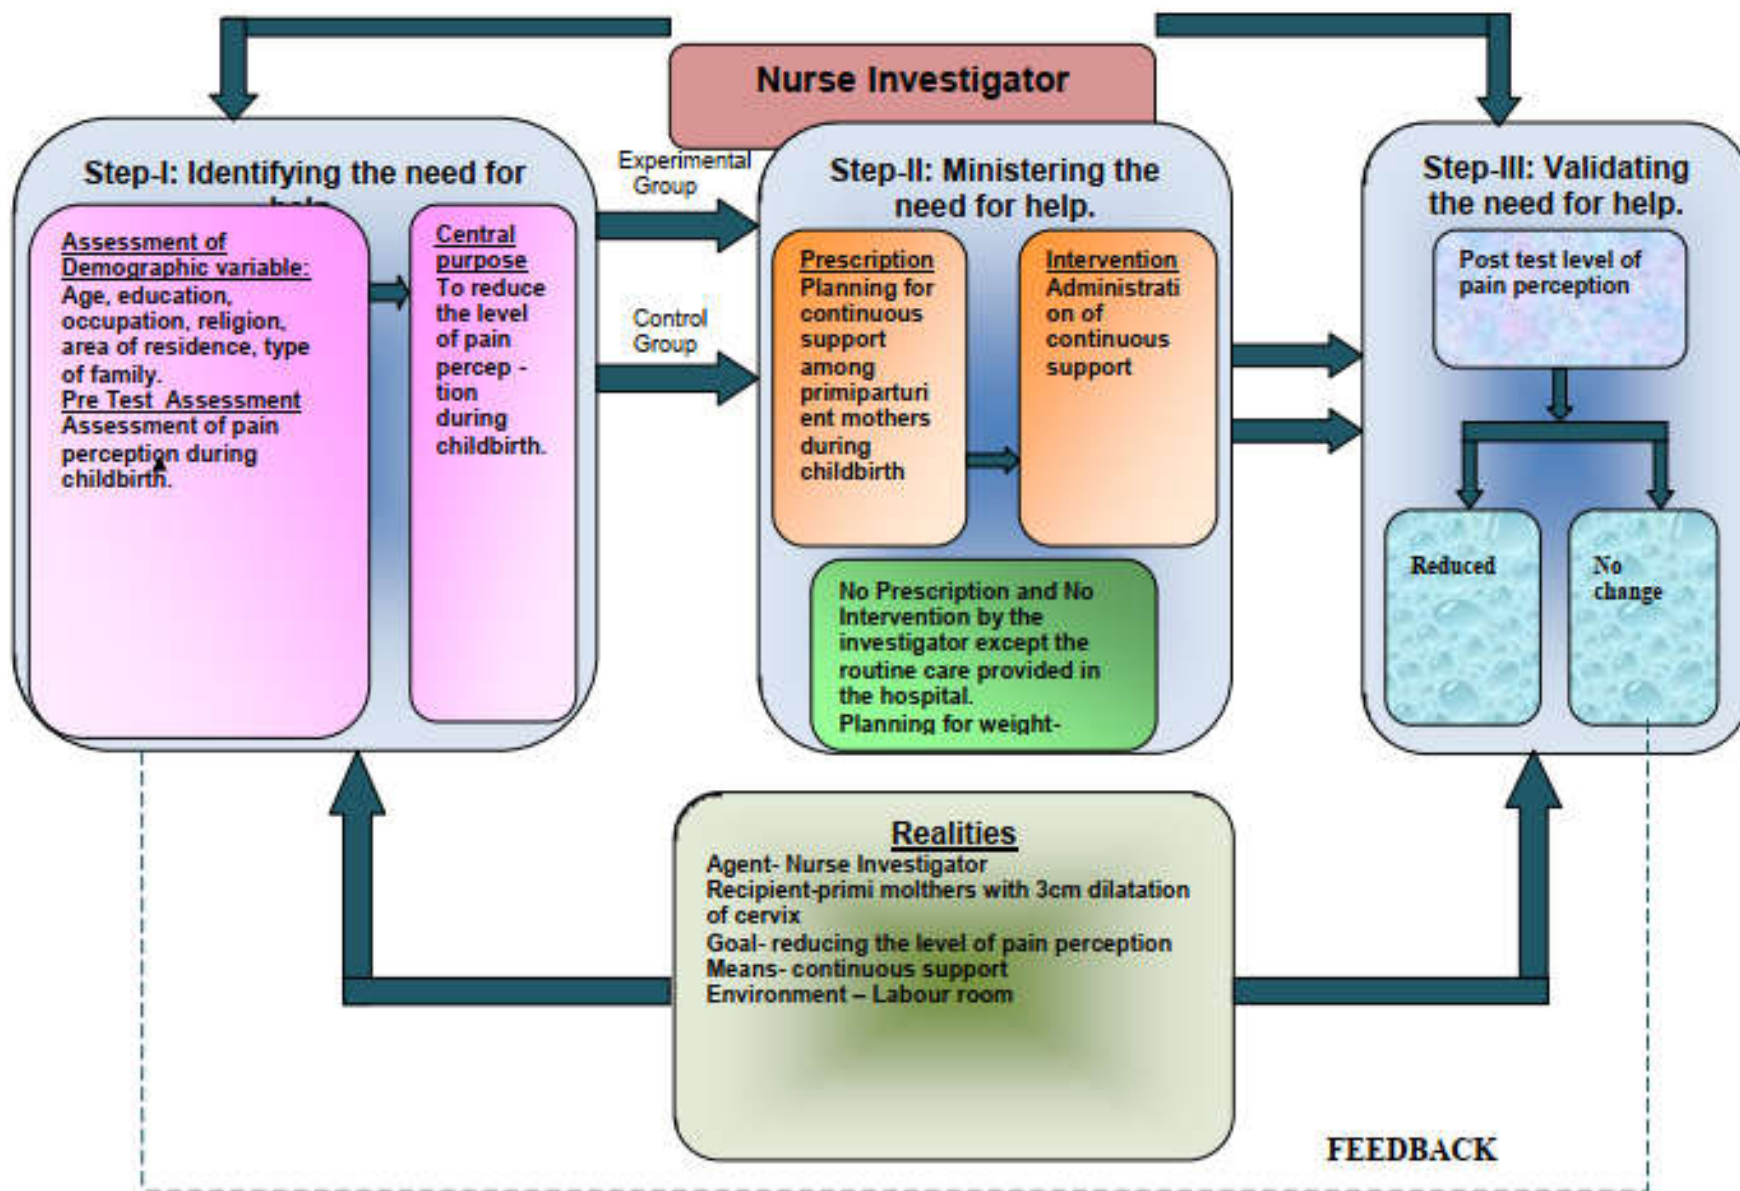 Nurse Investigator
Step-I: Identifying the need for
Assessment of
Demographic variable:
Age, education,
occupation, religion,
area of residence, type
of family.
Pre Test Assessment
Assessment of pain
perception during
childbirth.
Central
purpose
To reduce
the level
of pain
percep -
tion
during
childbirth.
Experimental
Group
Control
Group
Step-II: Ministering the
need for help.
Prescription
Planning for
continuous
support
among
primiparturi
ent mothers
during
childbirth
Intervention
Administrati
on of
continuous
support
No Prescription and No
Intervention by the
investigator except the
routine care provided in
the hospital.
Planning for weight-
Step-III: Validating
the need for help.
Post test level of
pain perception
Reduced
No
change
Realities
Agent- Nurse Investigator
Recipient-primi molthers with 3cm dilatation
of cervix
Goal- reducing the level of pain perception
Means- continuous support
Environment – Labour room
FEEDBACK